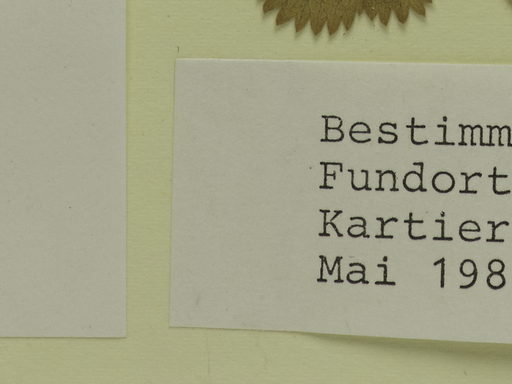 Bestimm
Fundort
Kartier
Mai 198